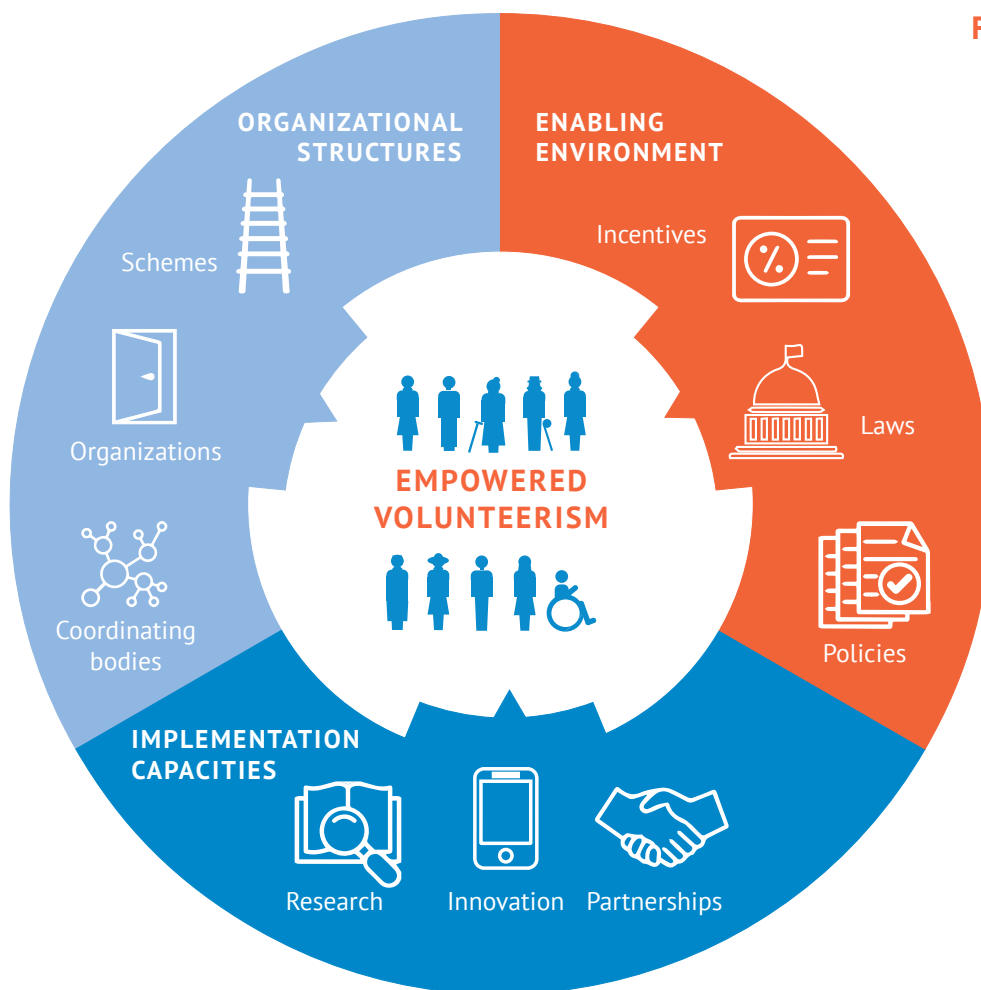 F
ORGANIZATIONAL
STRUCTURES
Schemes
Organizations
Coordinating
bodies
ENABLING
ENVIRONMENT
Incentives
Laws
Policies
EMPOWERED
VOLUNTEERISM
IMPLEMENTATION
CAPACITIES
Research
Innovation
Partnerships